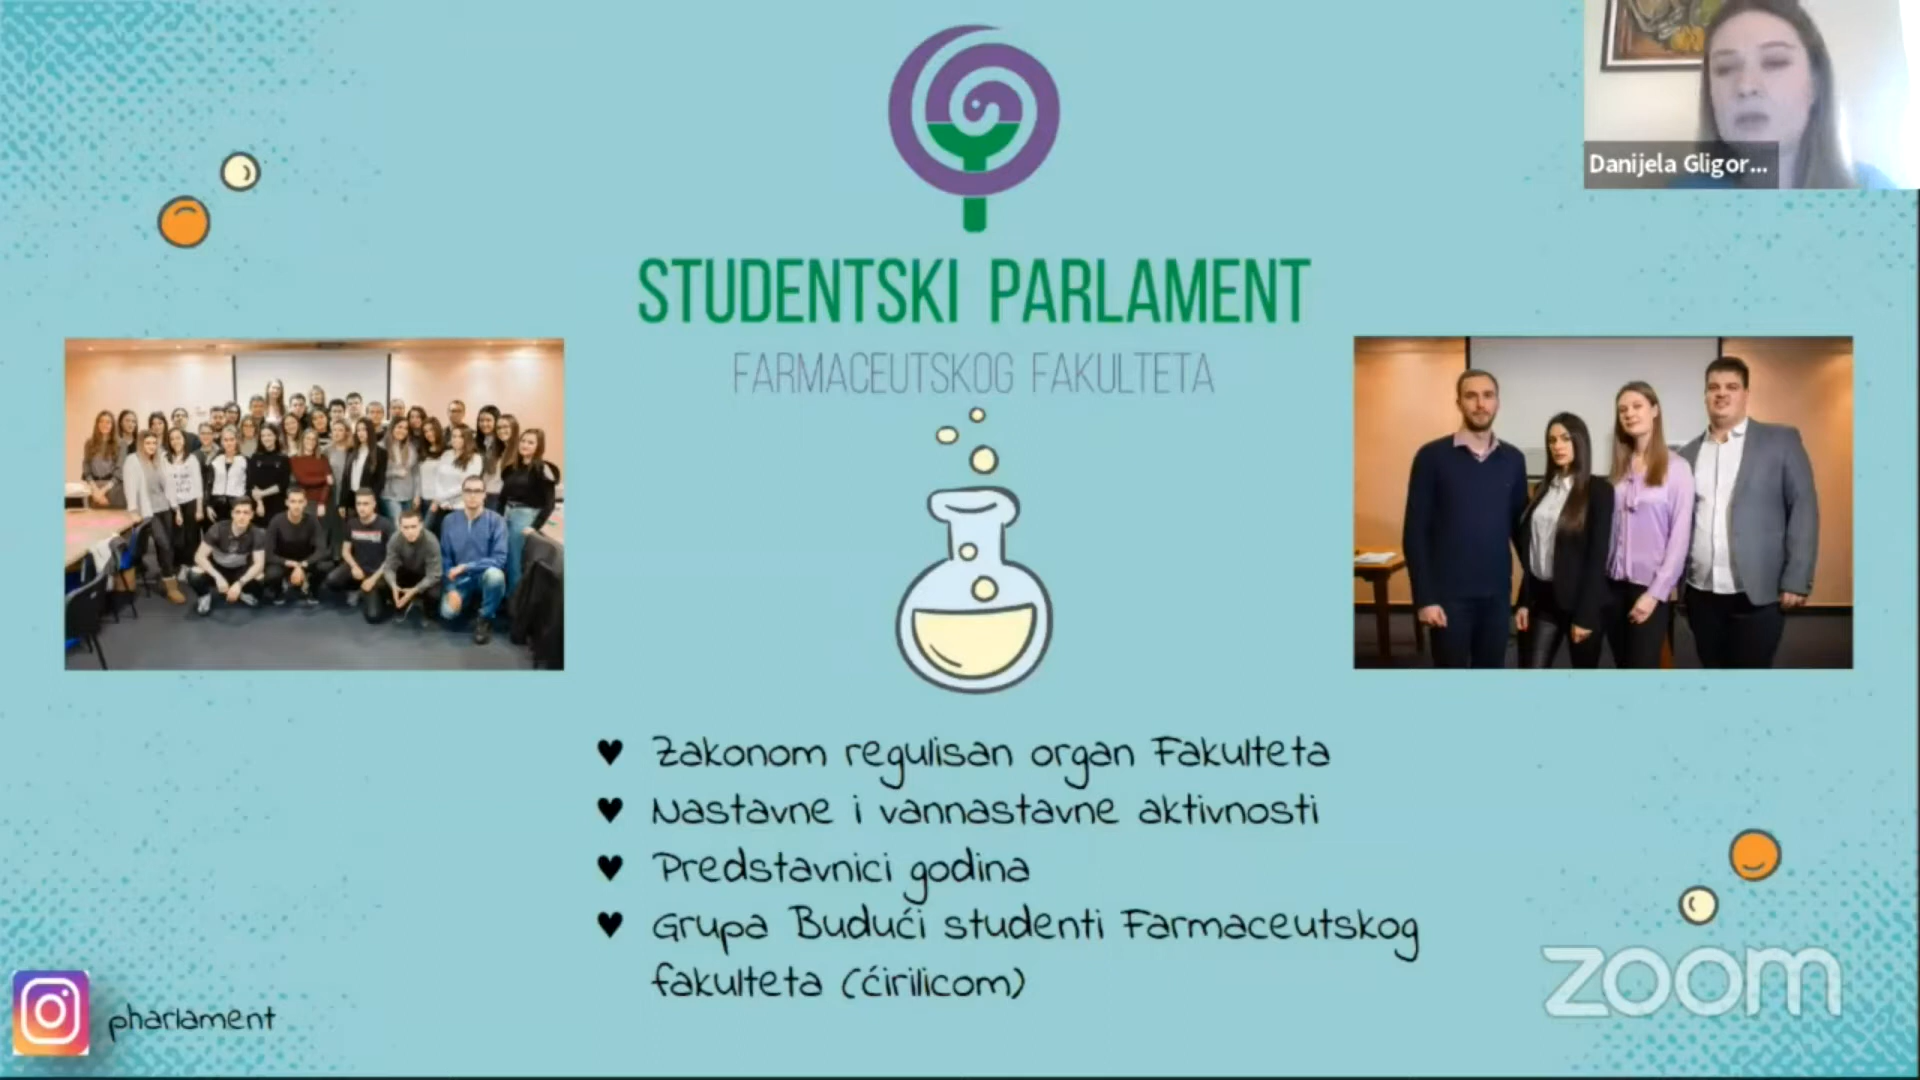 Danijela Gligor...
STUDENTSKI PARLAMENT
FARMACEUTSKOG FAKULTETA
♥ Zakonom regulisan organ Fakulteta
♥ Nastavne i vannastavne aktivnosti
♥ Predstavnici godina
♥ Grupa Budući studenti Farmaceutskog
fakulteta (ćirilicom)
pharlament
zoom